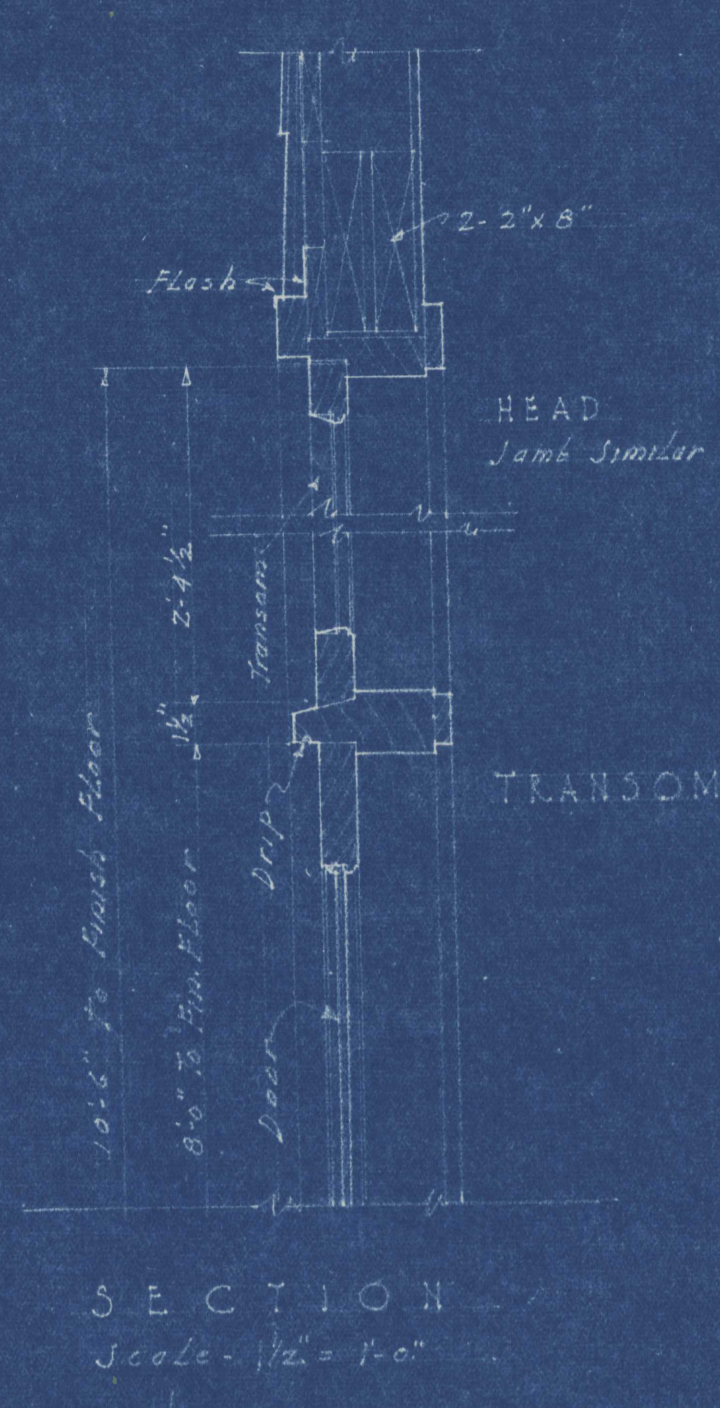 2-2"x8"
Flash
HEAD
Jamb Similar
2'-4½"
Transom
1½"
TRANSOM
Drip
10'-6" To Finish Floor
8'-0" To Fin. Floor
Door
SECTION
Scale - 1½" = 1'-0"